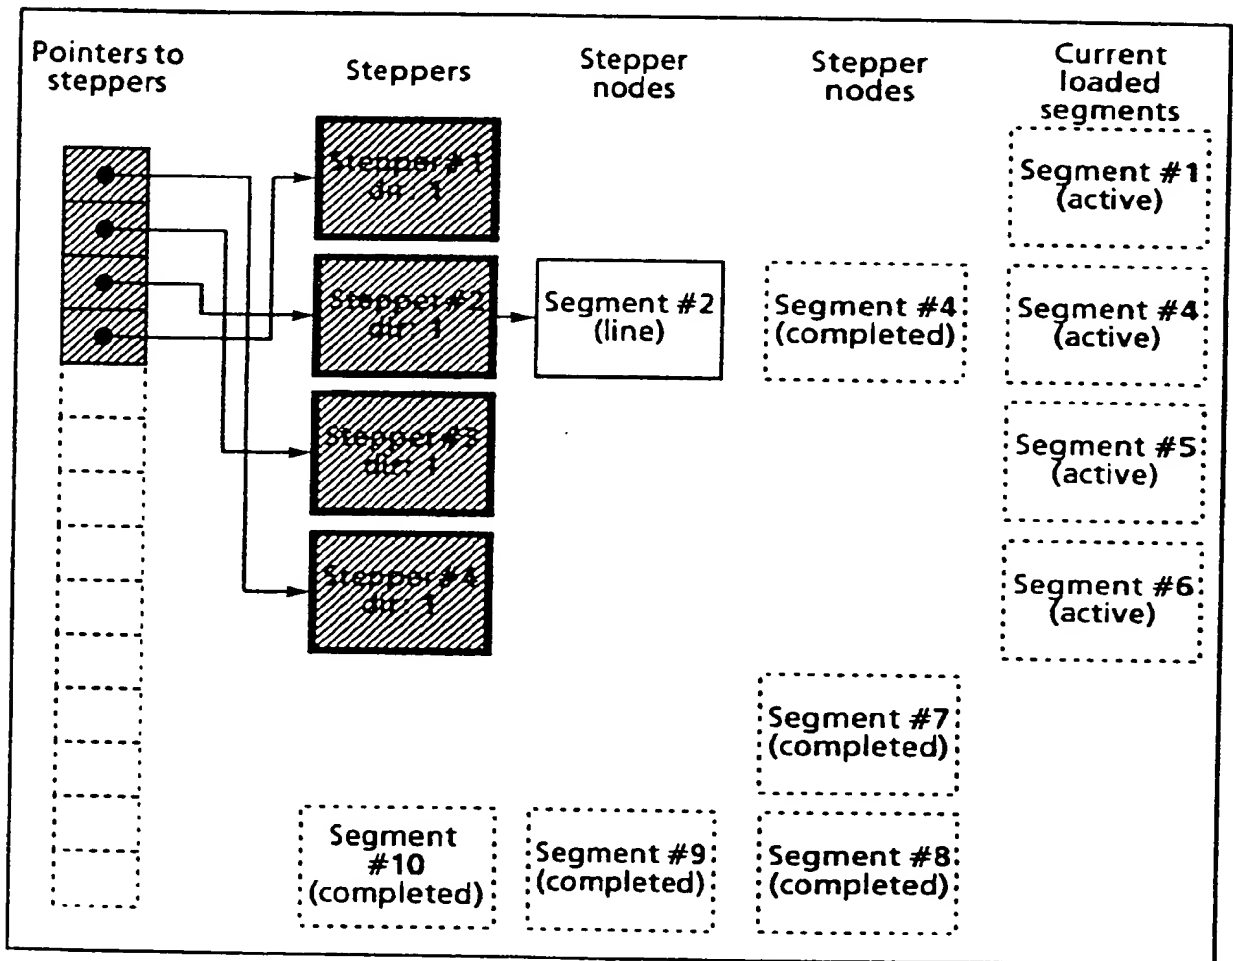 Pointers to
steppers
Steppers
Stepper
nodes
Stepper
nodes
Current
loaded
segments
Stepper #1
dir: 1
Segment #1
(active)
Stepper #2
dir: 1
Segment #2
(line)
Segment #4
(completed)
Segment #4
(active)
Stepper #3
dir: 1
Segment #5
(active)
Stepper #4
dir: 1
Segment #6
(active)
Segment #7
(completed)
Segment
#10
(completed)
Segment #9
(completed)
Segment #8
(completed)